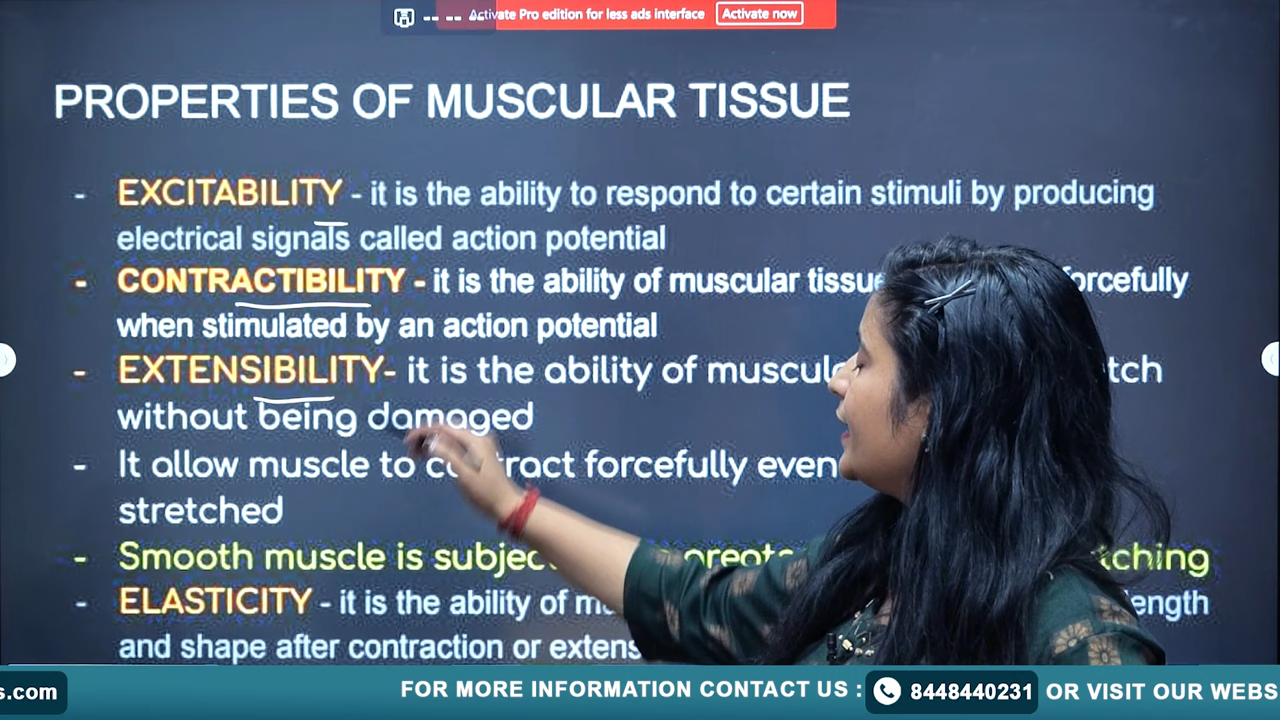 Activate Pro edition for less ads interface Activate now
PROPERTIES OF MUSCULAR TISSUE
- EXCITABILITY - it is the ability to respond to certain stimuli by producing
electrical signals called action potential
- CONTRACTIBILITY - it is the ability of muscular tissue forcefully
when stimulated by an action potential
- EXTENSIBILITY- it is the ability of
without being damaged
- It allow muscle to contract forcefully even
stretched
- Smooth muscle is
- ELASTICITY - it is the ability of length
and shape after contraction or
s.com FOR MORE INFORMATION CONTACT US : 8448440231 OR VISIT OUR WEBS